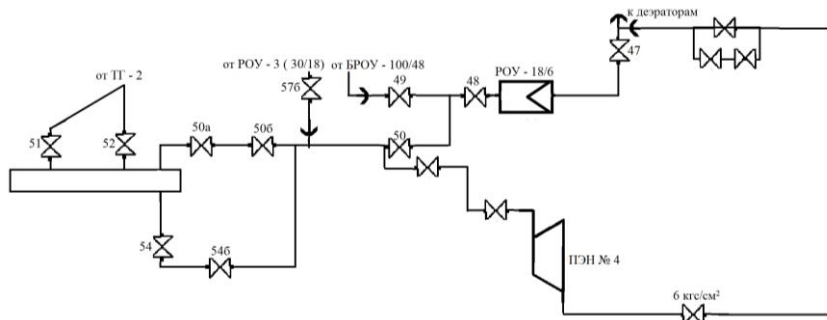 к деэраторам
от РОУ - 3 ( 30/18)
от БРОУ - 100/48
РОУ - 18/6
47
от ТГ - 2
57б
49
48
51
52
50а
50б
50
54
54б
ПЭН № 4
6 кгс/см²